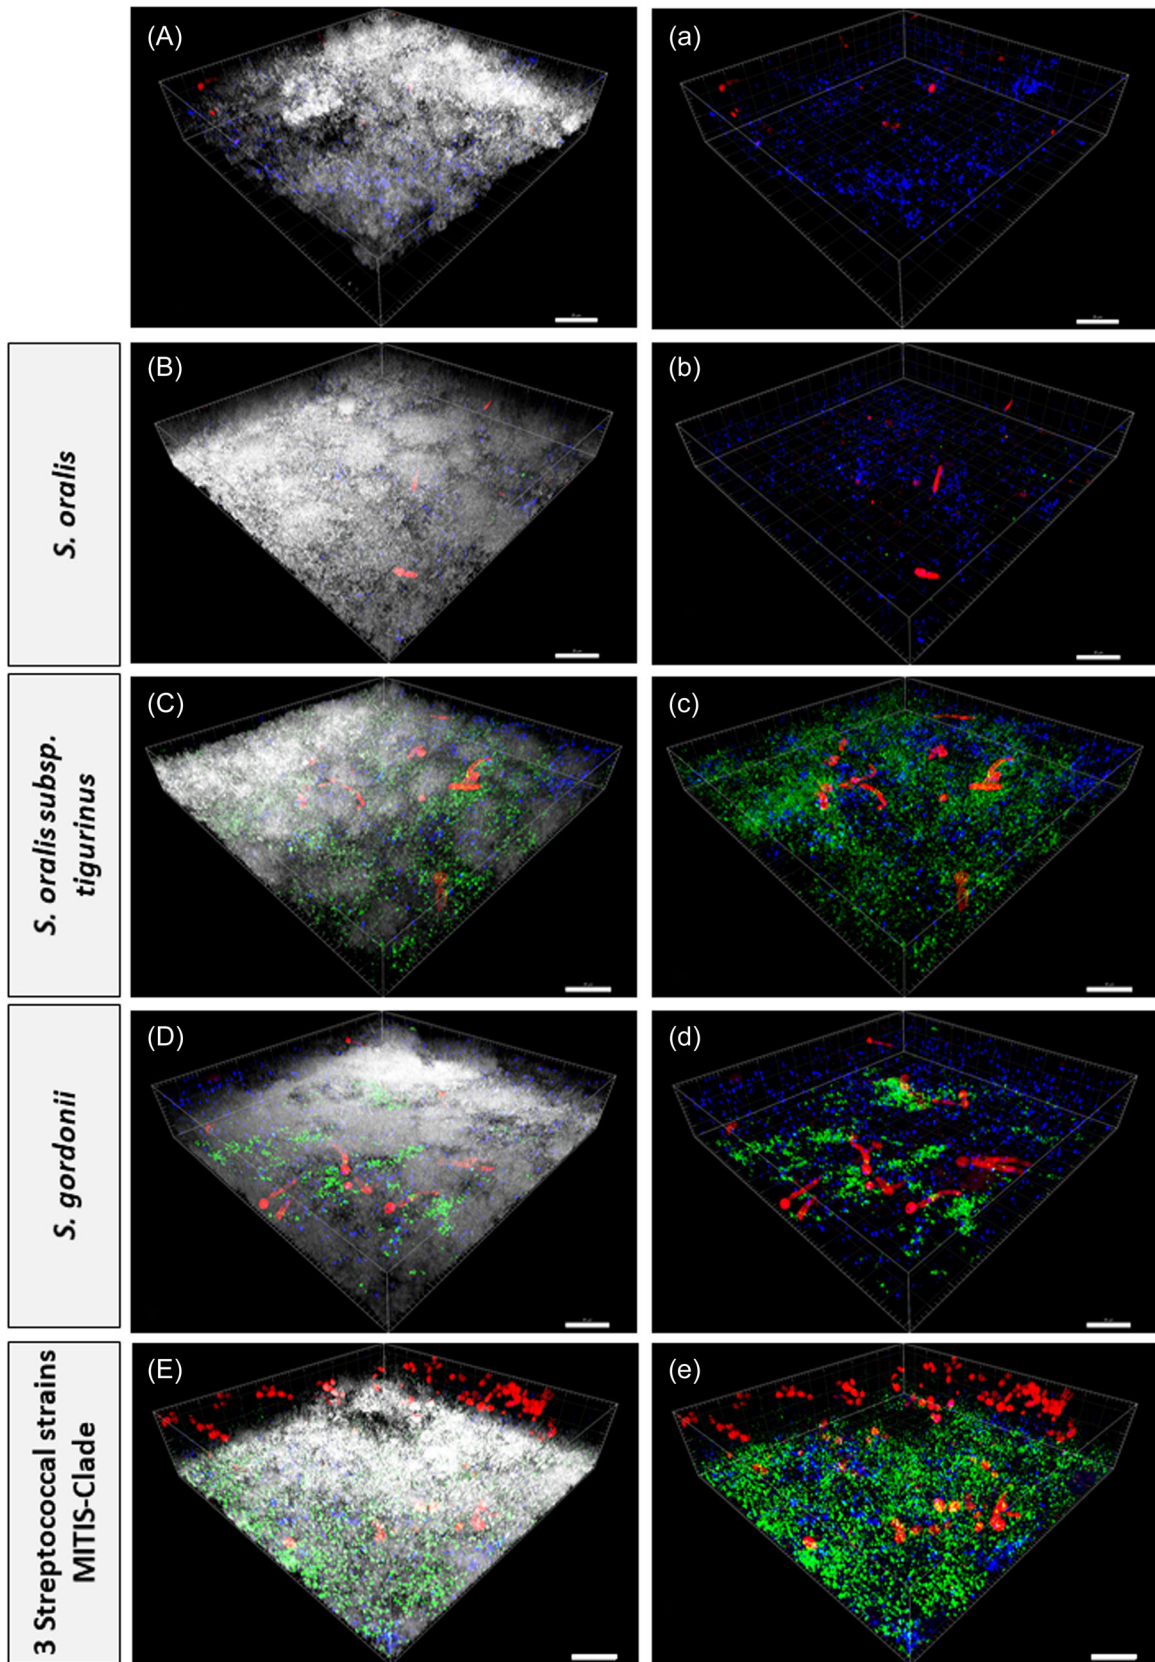 (A)
(a)
S. oralis
(B)
(b)
S. oralis subsp.
tigurinus
(C)
(c)
S. gordonii
(D)
(d)
3 Streptococcal strains
MITIS-Clade
(E)
(e)